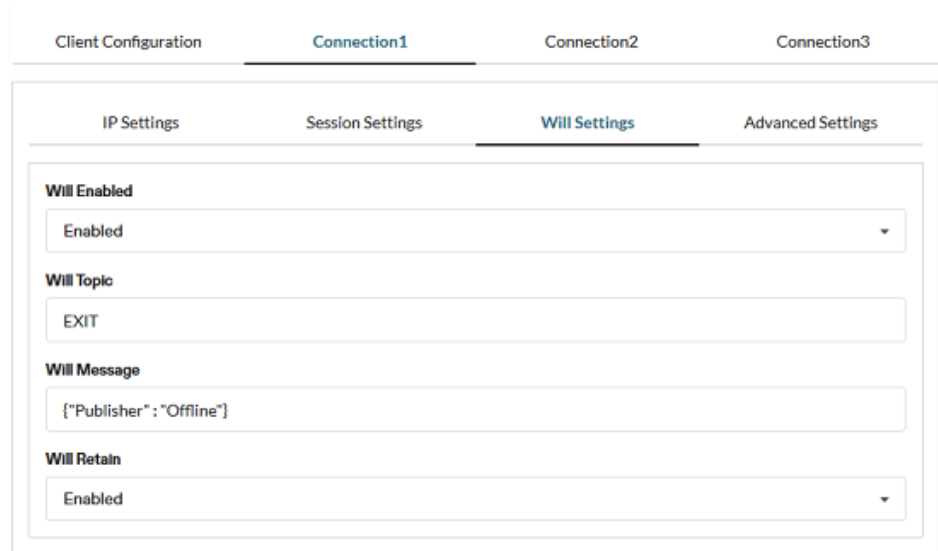 Client Configuration Connection1 Connection2 Connection3
IP Settings Session Settings Will Settings Advanced Settings
Will Enabled
Enabled
Will Topic
EXIT
Will Message
{"Publisher" : "Offline"}
Will Retain
Enabled